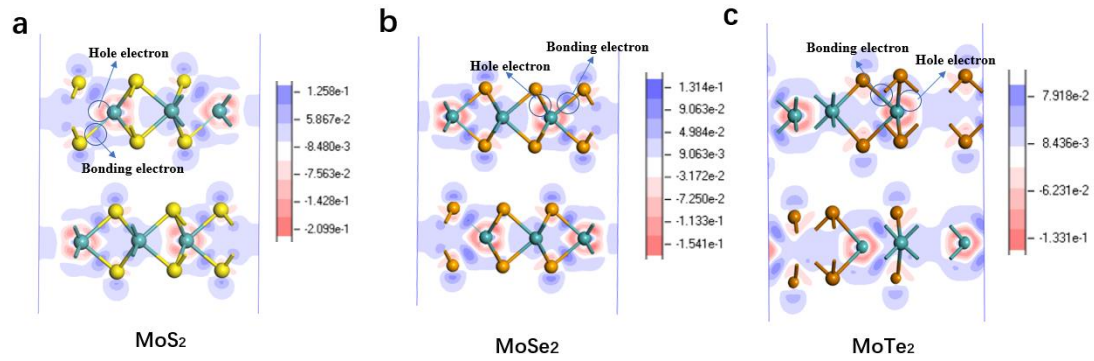 a
Hole electron
Bonding electron
1.258e-1
5.867e-2
-8.480e-3
-7.563e-2
-1.428e-1
-2.099e-1
MoS2
b
Bonding electron
Hole electron
1.314e-1
9.063e-2
4.984e-2
9.063e-3
-3.172e-2
-7.250e-2
-1.133e-1
-1.541e-1
MoSe2
c
Bonding electron
Hole electron
7.918e-2
8.436e-3
-6.231e-2
-1.331e-1
MoTe2